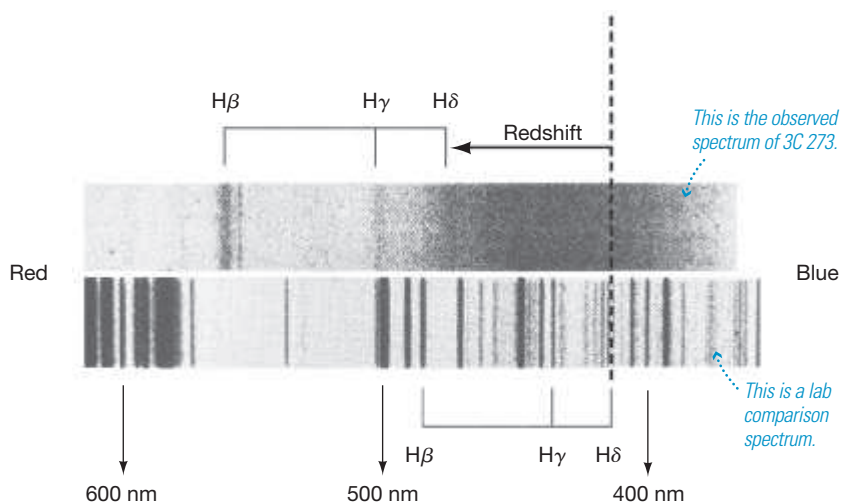 Hβ Hγ Hδ
Redshift
This is the observed
spectrum of 3C 273.
Red
Blue
This is a lab
comparison
spectrum.
Hβ Hγ Hδ
600 nm 500 nm 400 nm